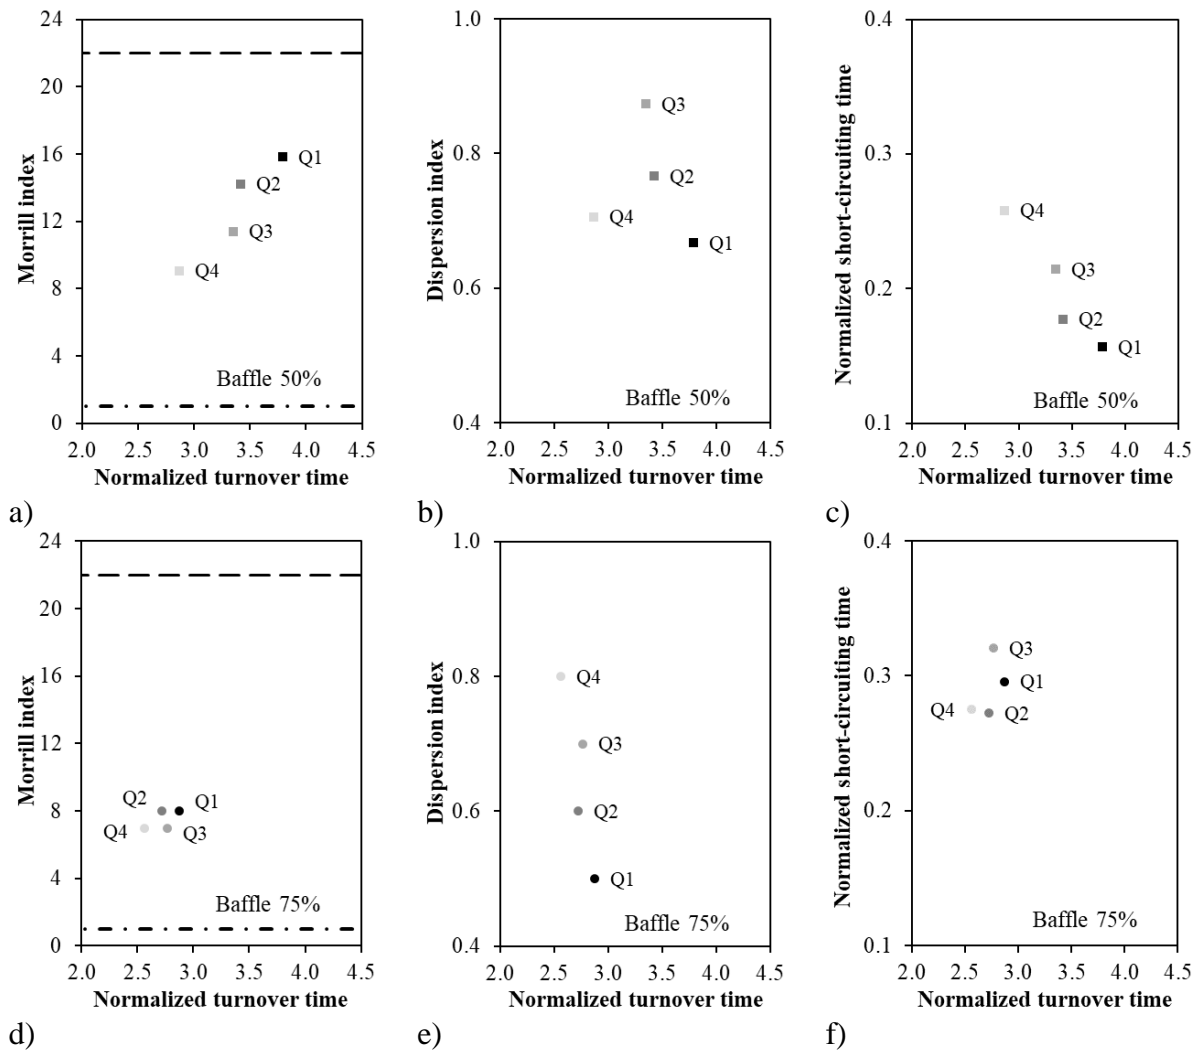 24
20
16
12
8
4
0
Morrill index
Q1
Q2
Q3
Q4
Baffle 50%
2.0 2.5 3.0 3.5 4.0 4.5
Normalized turnover time
a)
1.0
0.8
0.6
0.4
Dispersion index
Q3
Q2
Q4
Q1
Baffle 50%
2.0 2.5 3.0 3.5 4.0 4.5
Normalized turnover time
b)
0.4
0.3
0.2
0.1
Normalized short-circuiting time
Q4
Q3
Q2
Q1
Baffle 50%
2.0 2.5 3.0 3.5 4.0 4.5
Normalized turnover time
c)
24
20
16
12
8
4
0
Morrill index
Q2 Q1
Q4 Q3
Baffle 75%
2.0 2.5 3.0 3.5 4.0 4.5
Normalized turnover time
d)
1.0
0.8
0.6
0.4
Dispersion index
Q4
Q3
Q2
Q1
Baffle 75%
2.0 2.5 3.0 3.5 4.0 4.5
Normalized turnover time
e)
0.4
0.3
0.2
0.1
Normalized short-circuiting time
Q3
Q1
Q4 Q2
Baffle 75%
2.0 2.5 3.0 3.5 4.0 4.5
Normalized turnover time
f)